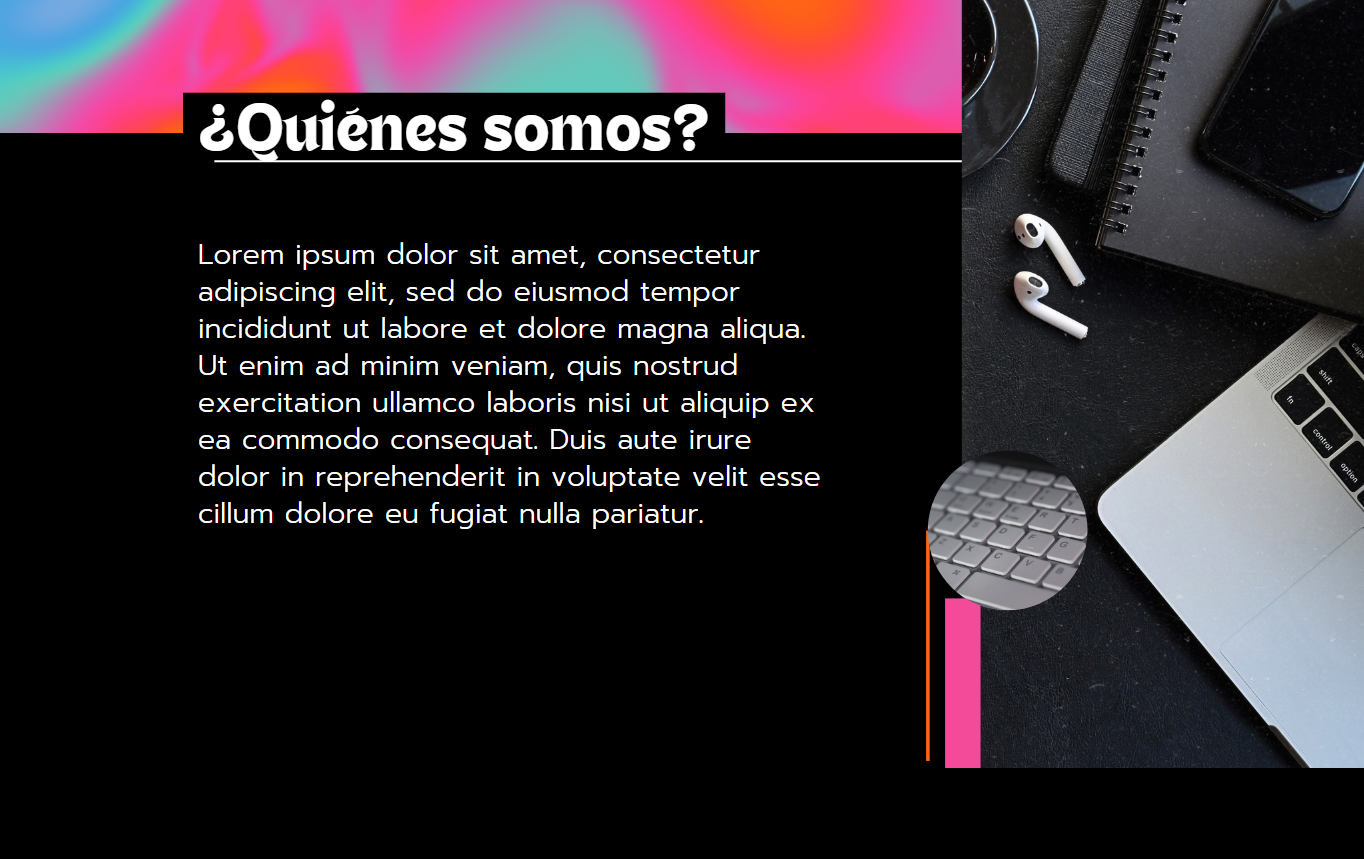 ¿Quiénes somos?
Lorem ipsum dolor sit amet, consectetur
adipiscing elit, sed do eiusmod tempor
incididunt ut labore et dolore magna aliqua.
Ut enim ad minim veniam, quis nostrud
exercitation ullamco laboris nisi ut aliquip ex
ea commodo consequat. Duis aute irure
dolor in reprehenderit in voluptate velit esse
cillum dolore eu fugiat nulla pariatur.
shift
fn
control
option
E R T
S D F G
Z X C V B